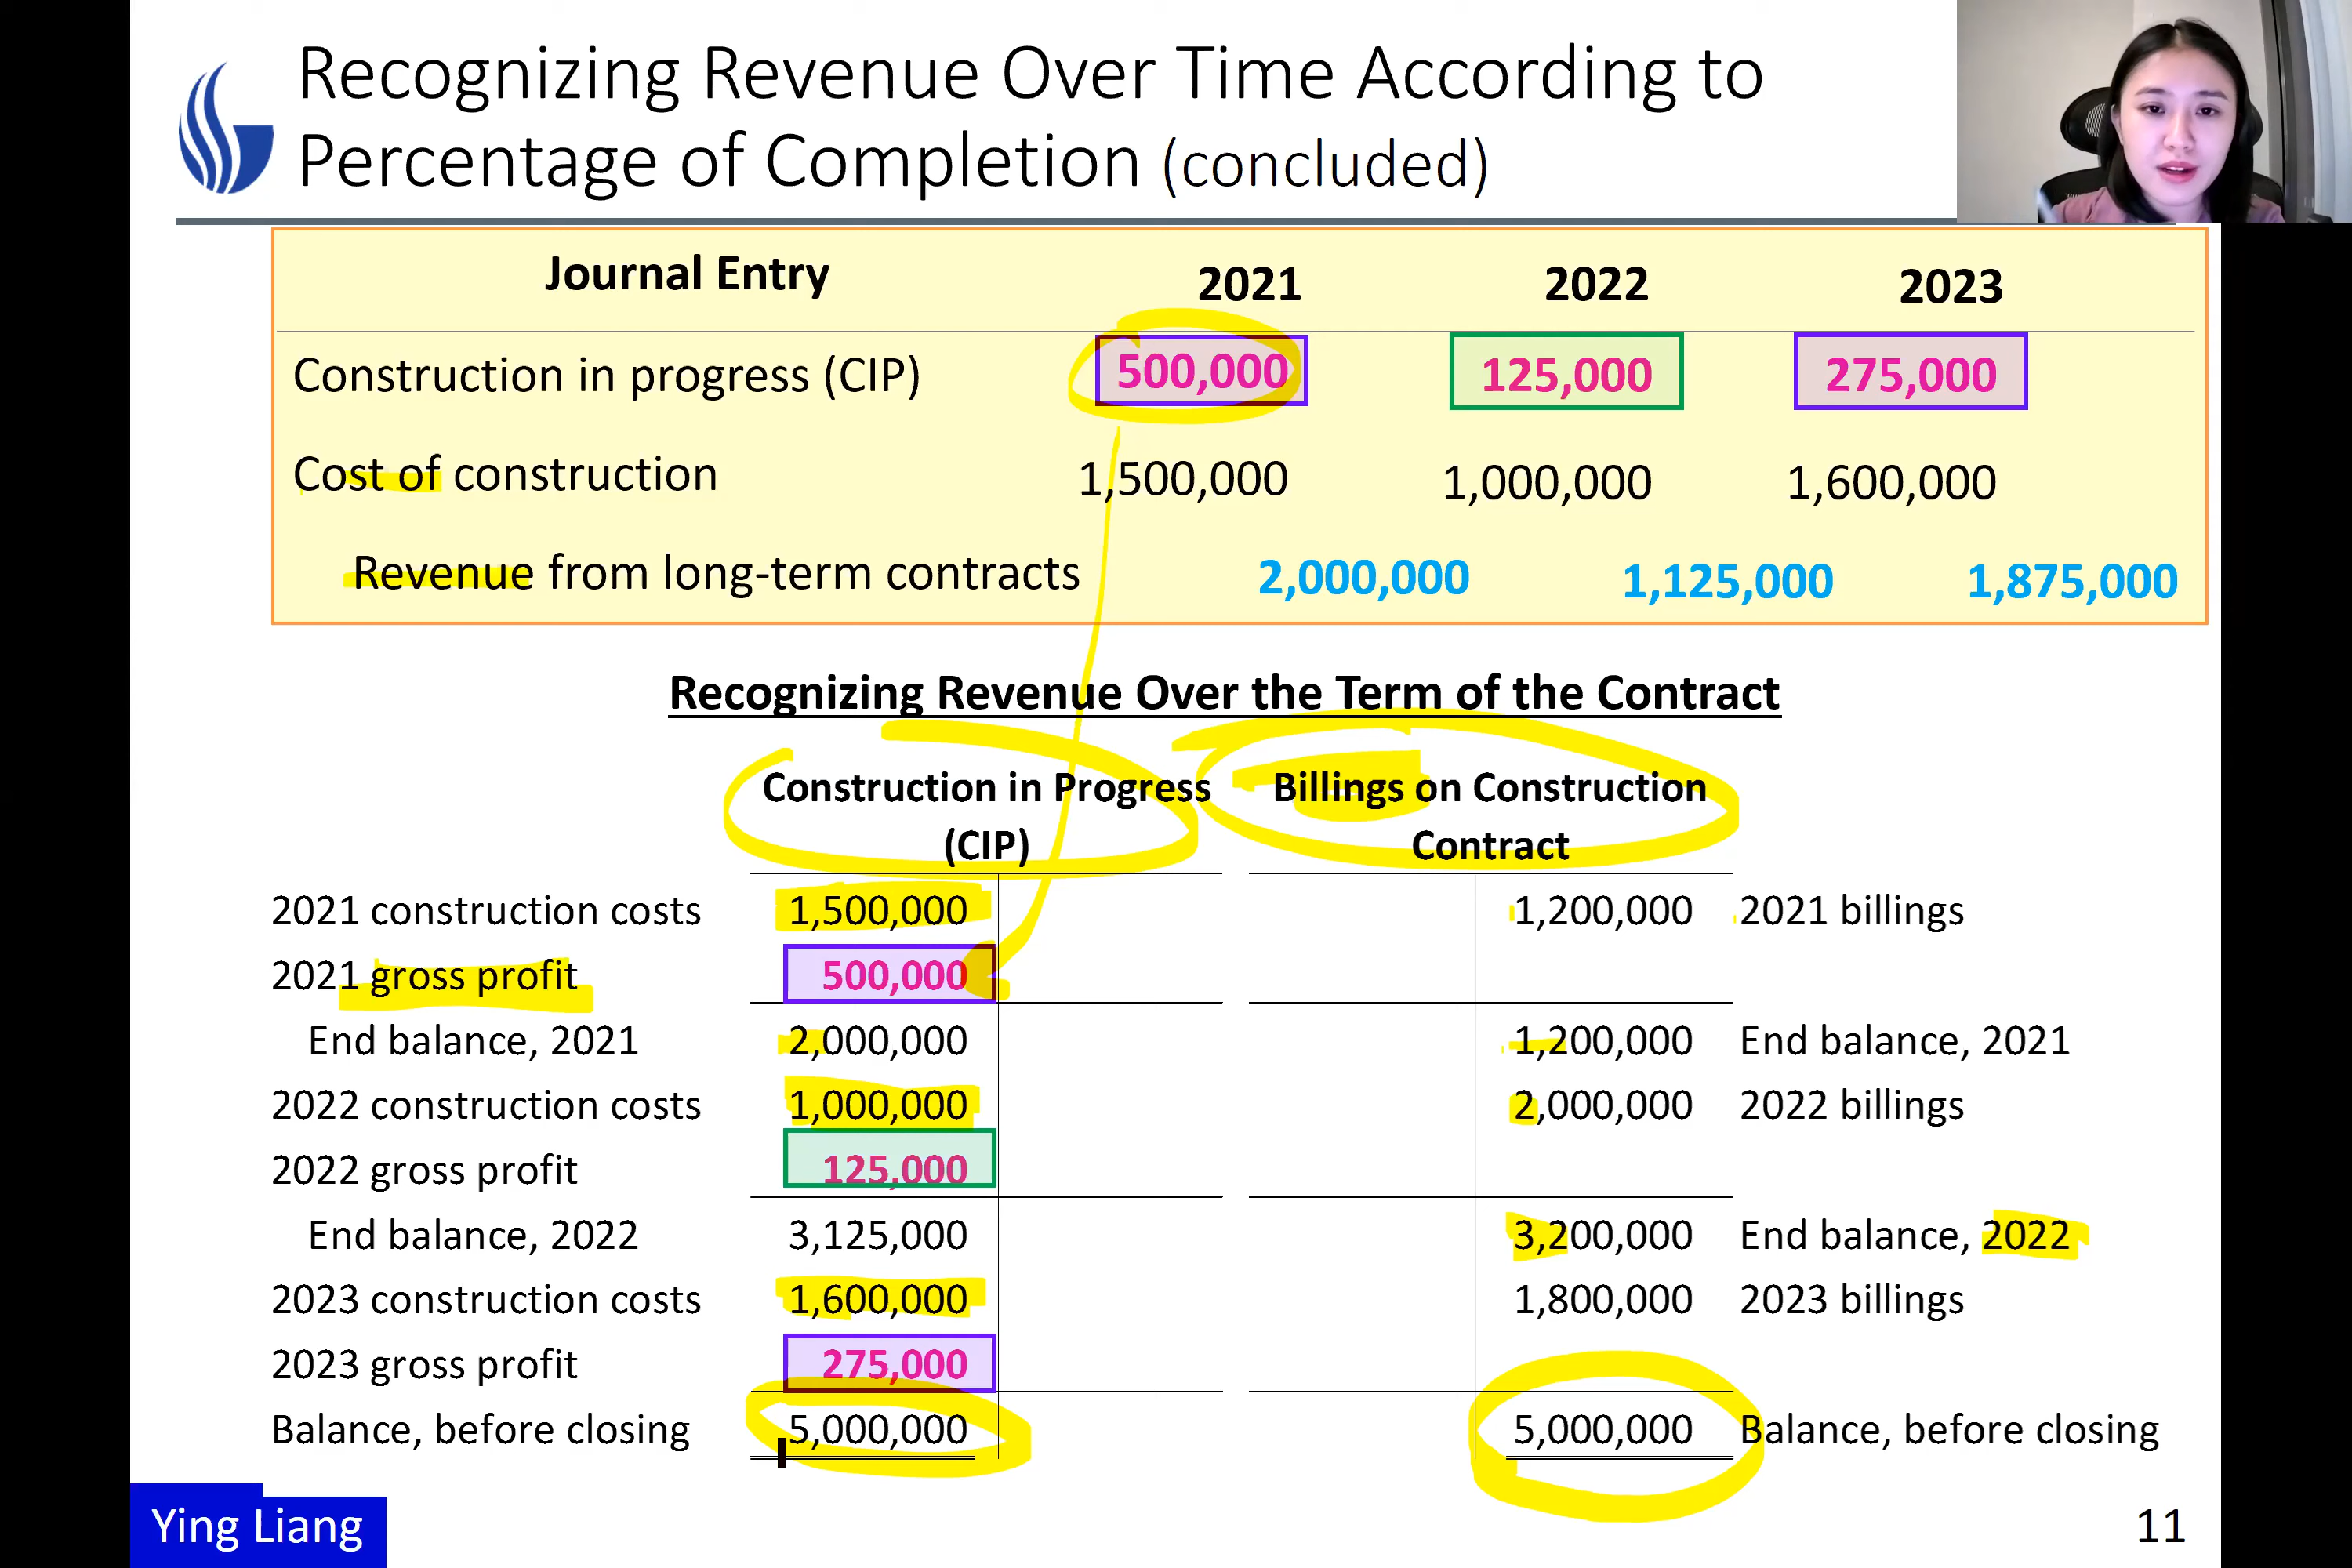 Recognizing Revenue Over Time According to
Percentage of Completion (concluded)
Journal Entry 2021 2022 2023
Construction in progress (CIP) 500,000 125,000 275,000
Cost of construction 1,500,000 1,000,000 1,600,000
Revenue from long-term contracts 2,000,000 1,125,000 1,875,000
Recognizing Revenue Over the Term of the Contract
Construction in Progress Billings on Construction
(CIP) Contract
2021 construction costs 1,500,000 1,200,000 2021 billings
2021 gross profit 500,000
End balance, 2021 2,000,000 1,200,000 End balance, 2021
2022 construction costs 1,000,000 2,000,000 2022 billings
2022 gross profit 125,000
End balance, 2022 3,125,000 3,200,000 End balance, 2022
2023 construction costs 1,600,000 1,800,000 2023 billings
2023 gross profit 275,000
Balance, before closing 5,000,000 5,000,000 Balance, before closing
Ying Liang 11